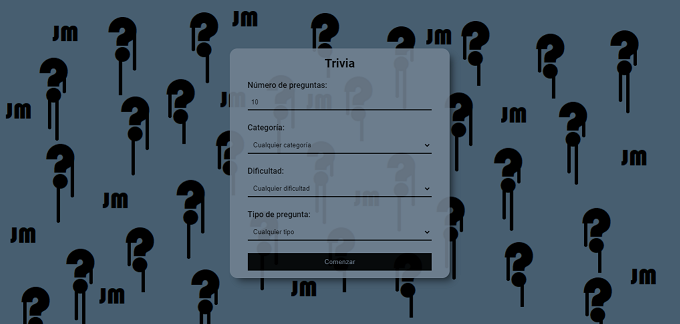 JM
JM
JM
Trivia
Número de preguntas:
10
Categoría:
Cualquier categoría
Dificultad:
Cualquier dificultad
Tipo de pregunta:
Cualquier tipo
Comenzar
JM
JM
JM
JM
JM
JM
JM
JM